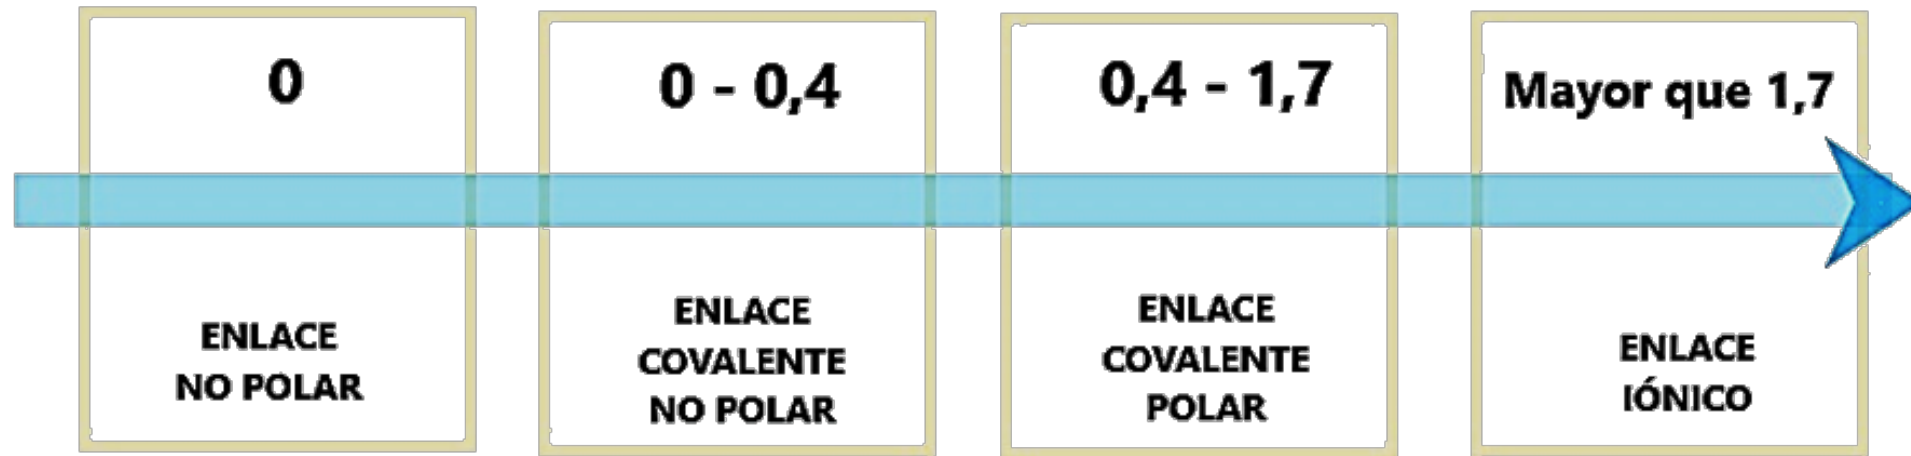 0
ENLACE
NO POLAR
0 - 0,4
ENLACE
COVALENTE
NO POLAR
0,4 - 1,7
ENLACE
COVALENTE
POLAR
Mayor que 1,7
ENLACE
IÓNICO